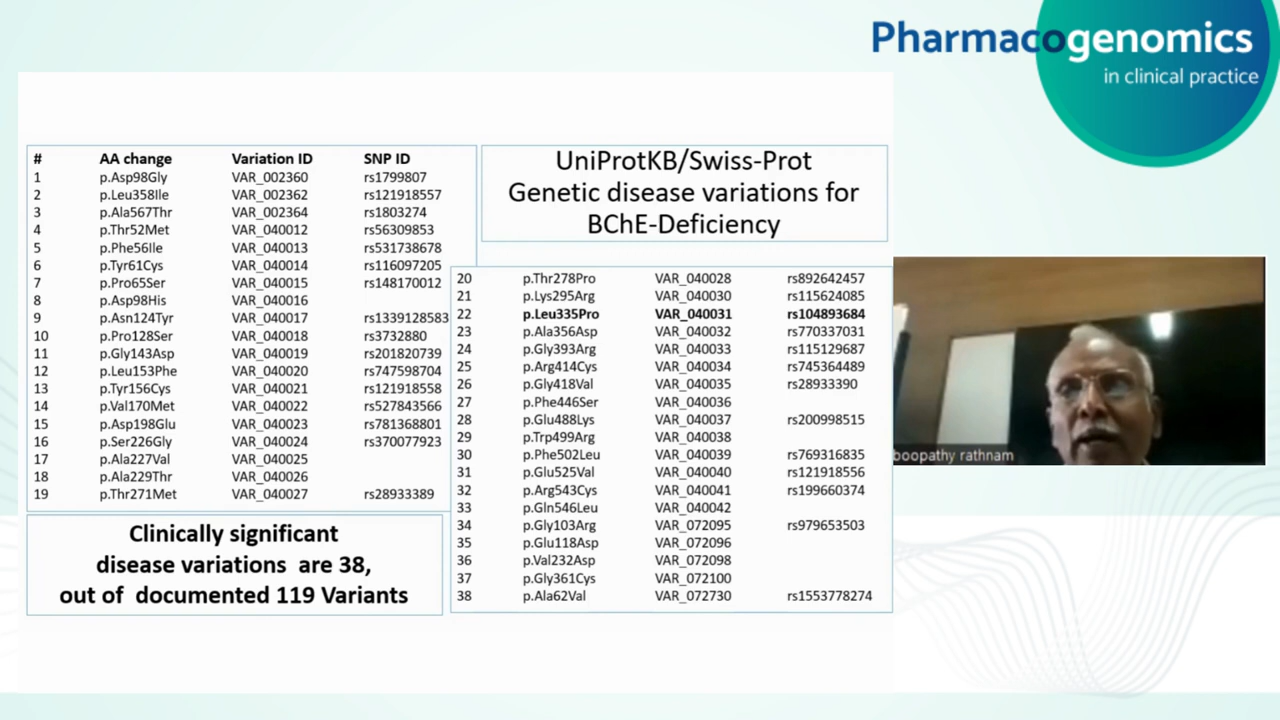 Pharmacogenomics
in clinical practice
# AA change Variation ID SNP ID
1 p.Asp98Gly VAR_002360 rs1799807
2 p.Leu358Ile VAR_002362 rs121918557
3 p.Ala567Thr VAR_002364 rs1803274
4 p.Thr52Met VAR_040012 rs56309853
5 p.Phe56Ile VAR_040013 rs531738678
6 p.Tyr61Cys VAR_040014 rs116097205
7 p.Pro65Ser VAR_040015 rs148170012
8 p.Asp98His VAR_040016
9 p.Asn124Tyr VAR_040017 rs1339128583
10 p.Pro128Ser VAR_040018 rs3732880
11 p.Gly143Asp VAR_040019 rs201820739
12 p.Leu153Phe VAR_040020 rs747598704
13 p.Tyr156Cys VAR_040021 rs121918558
14 p.Val170Met VAR_040022 rs527843566
15 p.Asp198Glu VAR_040023 rs781368801
16 p.Ser226Gly VAR_040024 rs370077923
17 p.Ala227Val VAR_040025
18 p.Ala229Thr VAR_040026
19 p.Thr271Met VAR_040027 rs28933389
UniProtKB/Swiss-Prot
Genetic disease variations for
BChE-Deficiency
20 p.Thr278Pro VAR_040028 rs892642457
21 p.Lys295Arg VAR_040030 rs115624085
22 p.Leu335Pro VAR_040031 rs104893684
23 p.Ala356Asp VAR_040032 rs770337031
24 p.Gly393Arg VAR_040033 rs115129687
25 p.Arg414Cys VAR_040034 rs745364489
26 p.Gly418Val VAR_040035 rs28933390
27 p.Phe446Ser VAR_040036
28 p.Glu488Lys VAR_040037 rs200998515
29 p.Trp499Arg VAR_040038
30 p.Phe502Leu VAR_040039 rs769316835
31 p.Glu525Val VAR_040040 rs121918556
32 p.Arg543Cys VAR_040041 rs199660374
33 p.Gln546Leu VAR_040042
34 p.Gly103Arg VAR_072095 rs979653503
35 p.Glu118Asp VAR_072096
36 p.Val232Asp VAR_072098
37 p.Gly361Cys VAR_072100
38 p.Ala62Val VAR_072730 rs1553778274
Clinically significant
disease variations are 38,
out of documented 119 Variants
boopathy rathnam